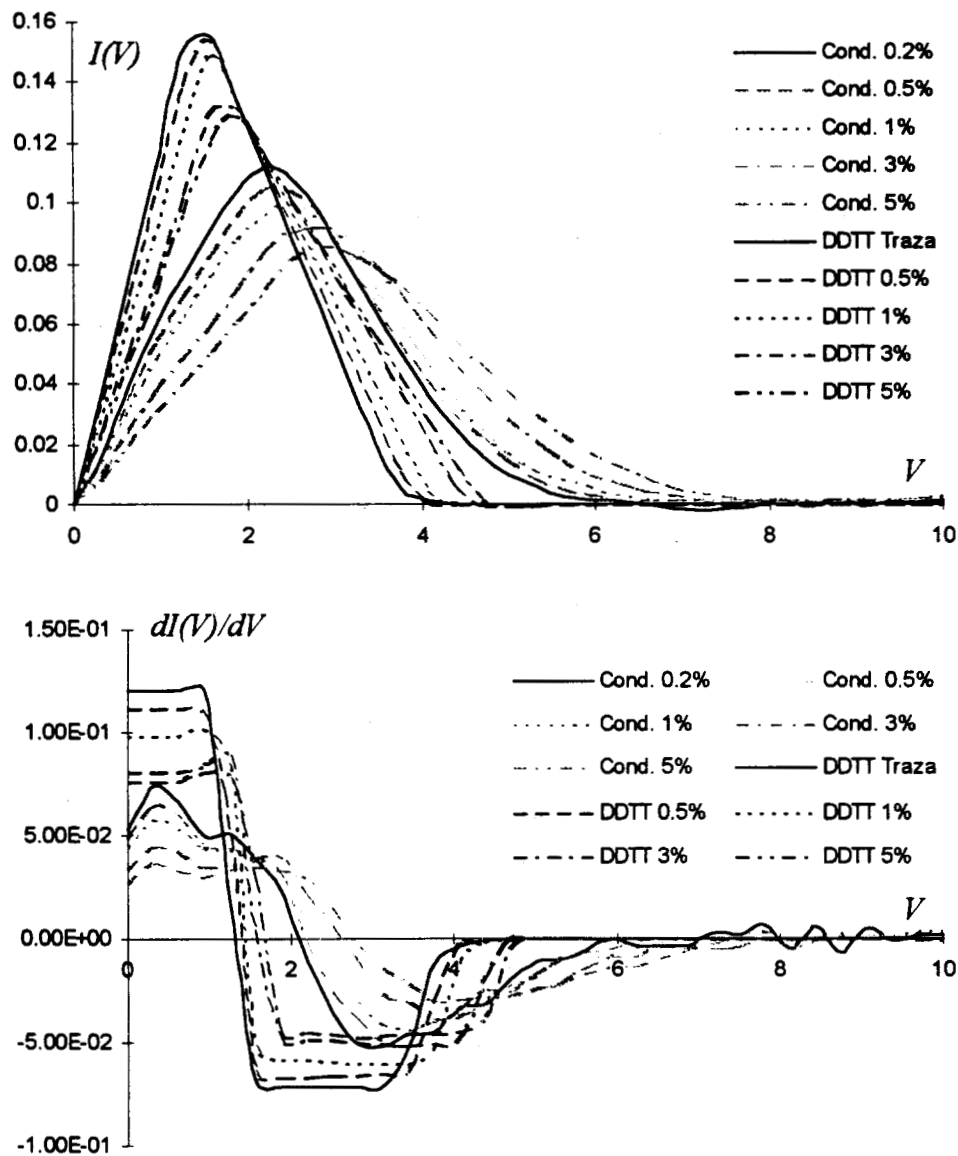 0.16
I(V)
0.14
0.12
0.1
0.08
0.06
0.04
0.02
0
0 2 4 6 8 10
V
Cond. 0.2%
Cond. 0.5%
Cond. 1%
Cond. 3%
Cond. 5%
DDTT Traza
DDTT 0.5%
DDTT 1%
DDTT 3%
DDTT 5%
dI(V)/dV
1.50E-01
1.00E-01
5.00E-02
0.00E+00
-5.00E-02
-1.00E-01
0 2 4 6 8 10
V
Cond. 0.2% Cond. 0.5%
Cond. 1% Cond. 3%
Cond. 5% DDTT Traza
DDTT 0.5% DDTT 1%
DDTT 3% DDTT 5%